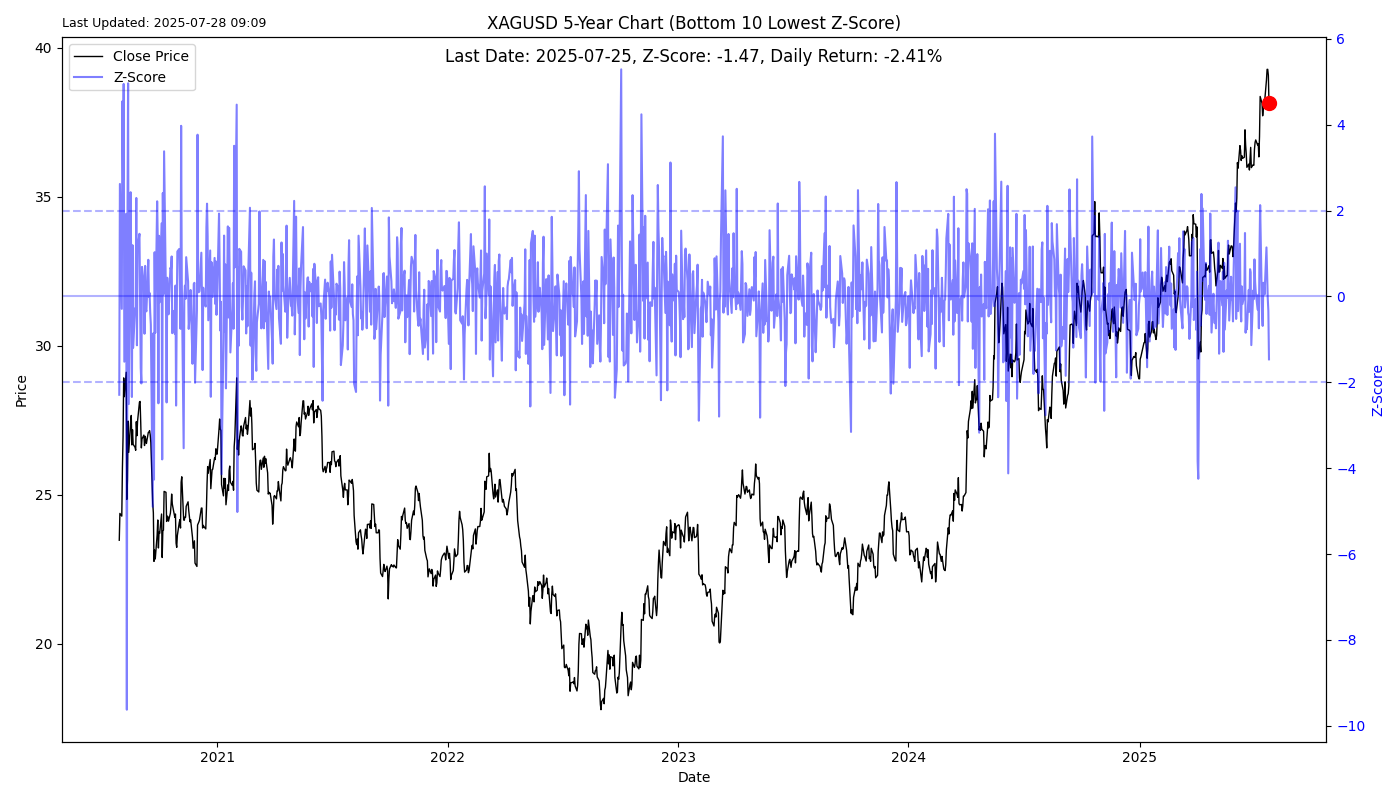 Last Updated: 2025-07-28 09:09
XAGUSD 5-Year Chart (Bottom 10 Lowest Z-Score)
Last Date: 2025-07-25, Z-Score: -1.47, Daily Return: -2.41%
Close Price
Z-Score
40
35
30
25
20
Price
6
4
2
0
−2
−4
−6
−8
−10
Z-Score
2021
2022
2023
2024
2025
Date